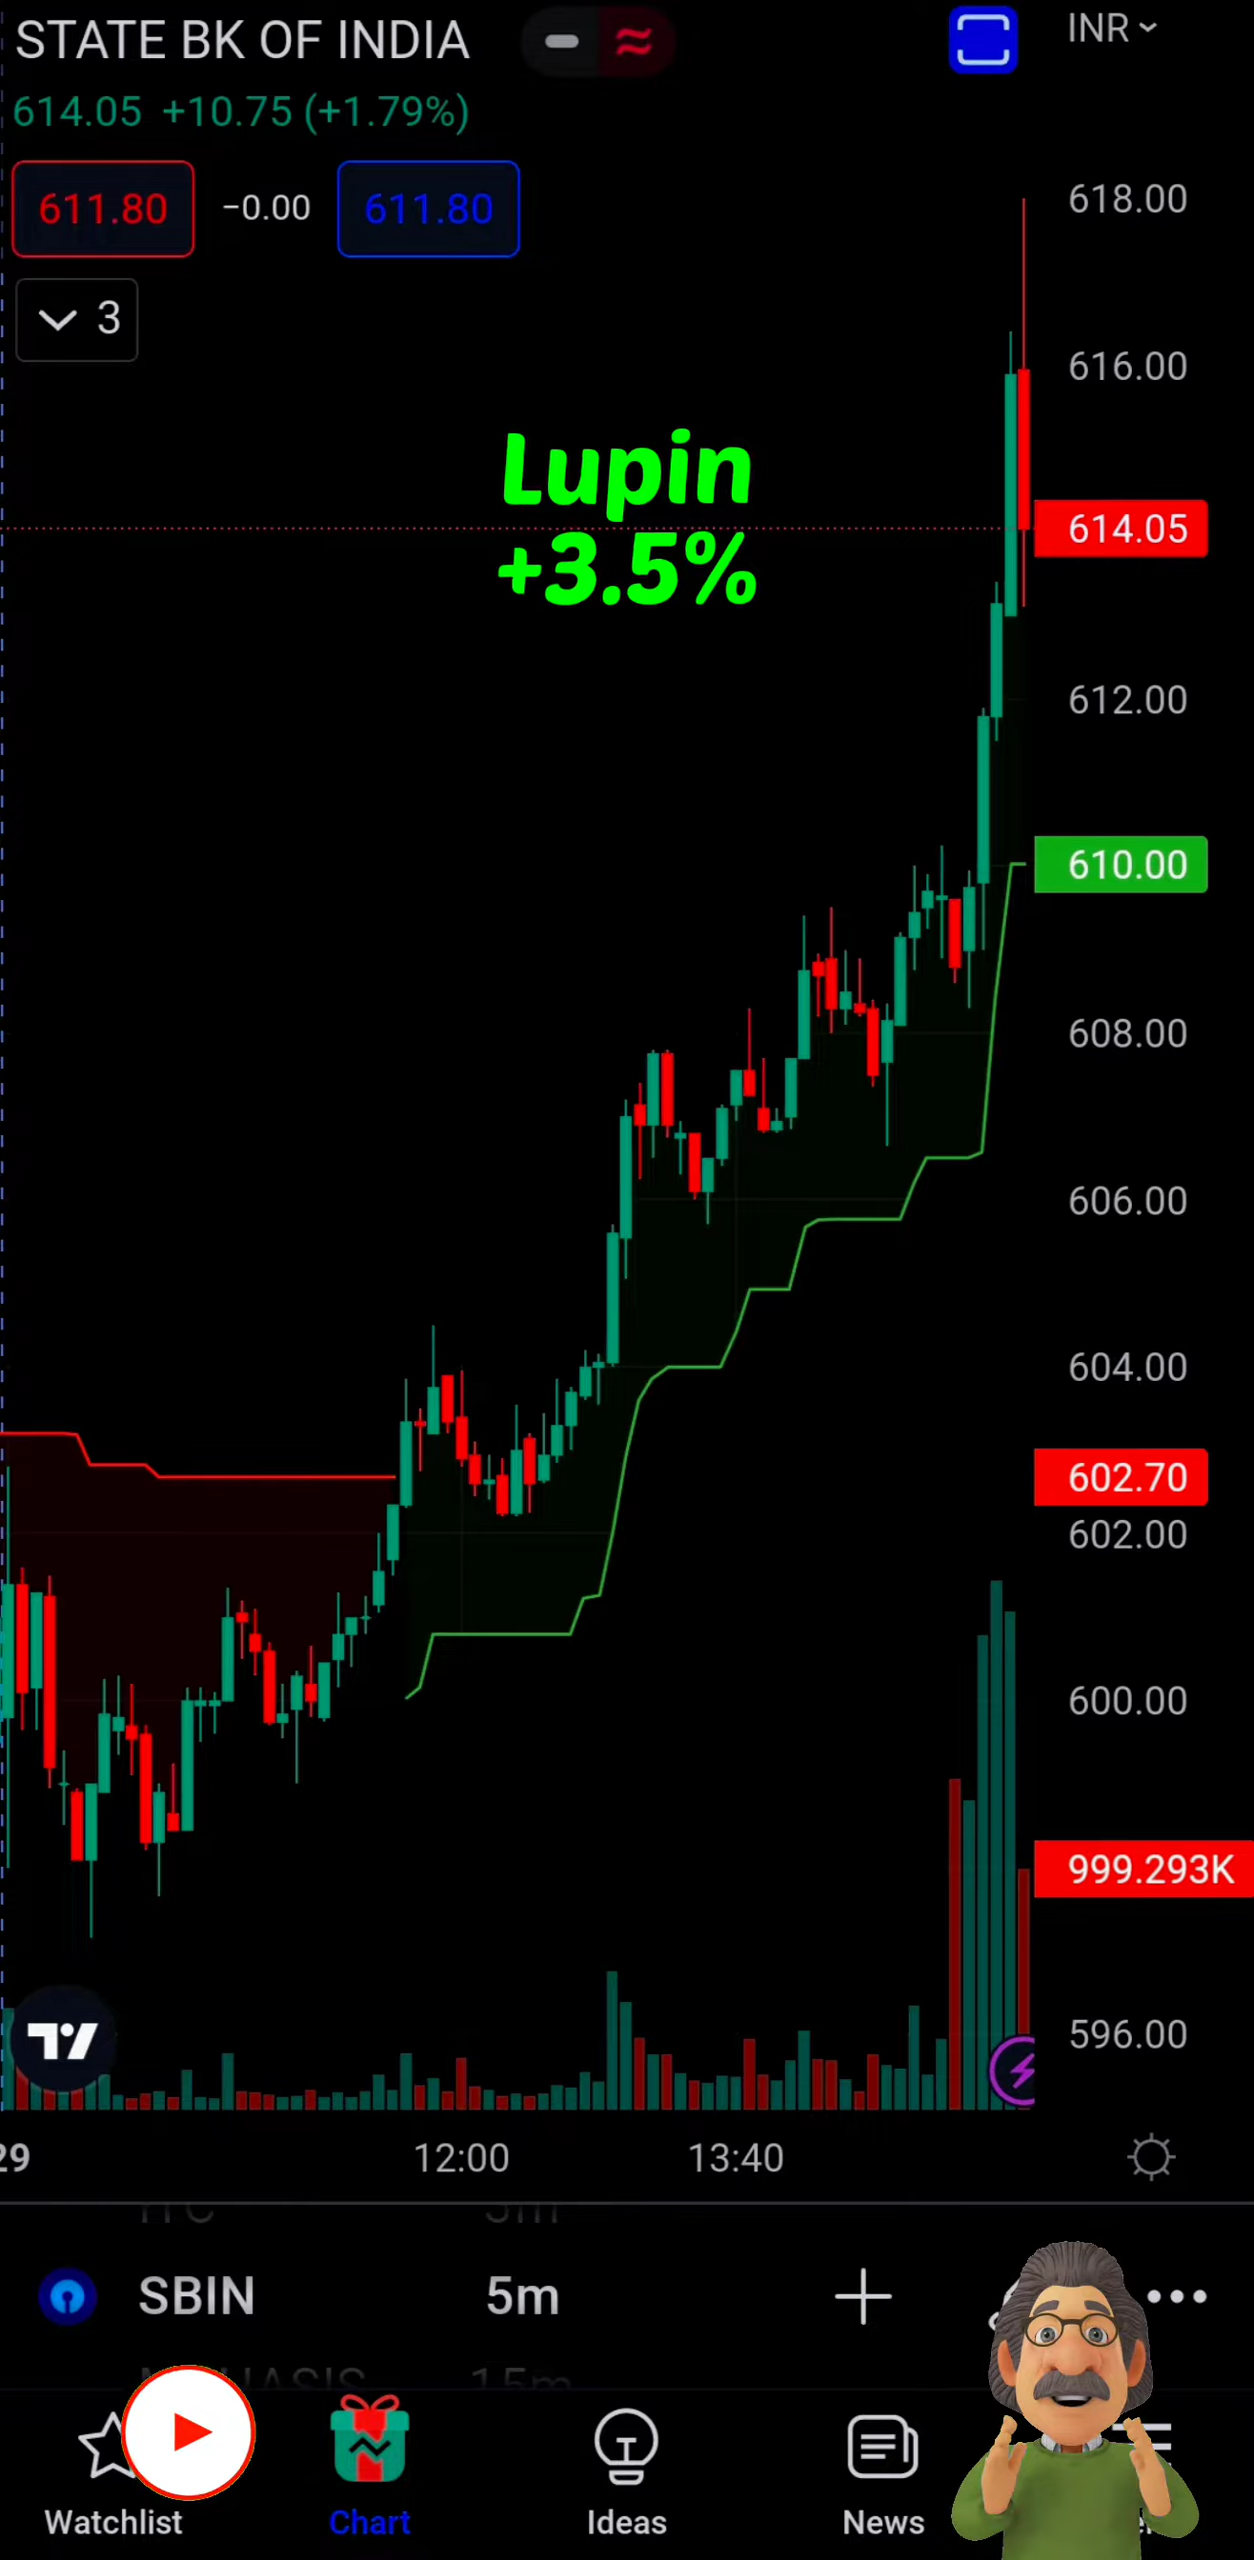 STATE BK OF INDIA
INR
614.05 +10.75 (+1.79%)
611.80 −0.00 611.80
3
618.00
616.00
Lupin
+3.5%
614.05
612.00
610.00
608.00
606.00
604.00
602.70
602.00
600.00
999.293K
596.00
29 12:00 13:40
SBIN 5m
Watchlist Chart Ideas News